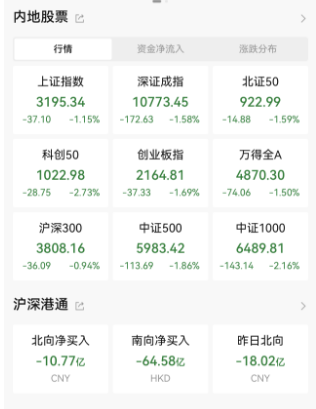 内地股票
行情 资金净流入 涨跌分布
上证指数 深证成指 北证50
3195.34 10773.45 922.99
-37.10 -1.15% -172.63 -1.58% -14.88 -1.59%
科创50 创业板指 万得全A
1022.98 2164.81 4870.30
-28.75 -2.73% -37.33 -1.69% -74.06 -1.50%
沪深300 中证500 中证1000
3808.16 5983.42 6489.81
-36.09 -0.94% -113.69 -1.86% -143.14 -2.16%
沪深港通
北向净买入 南向净买入 昨日北向
-10.77亿 -64.58亿 -18.02亿
CNY HKD CNY